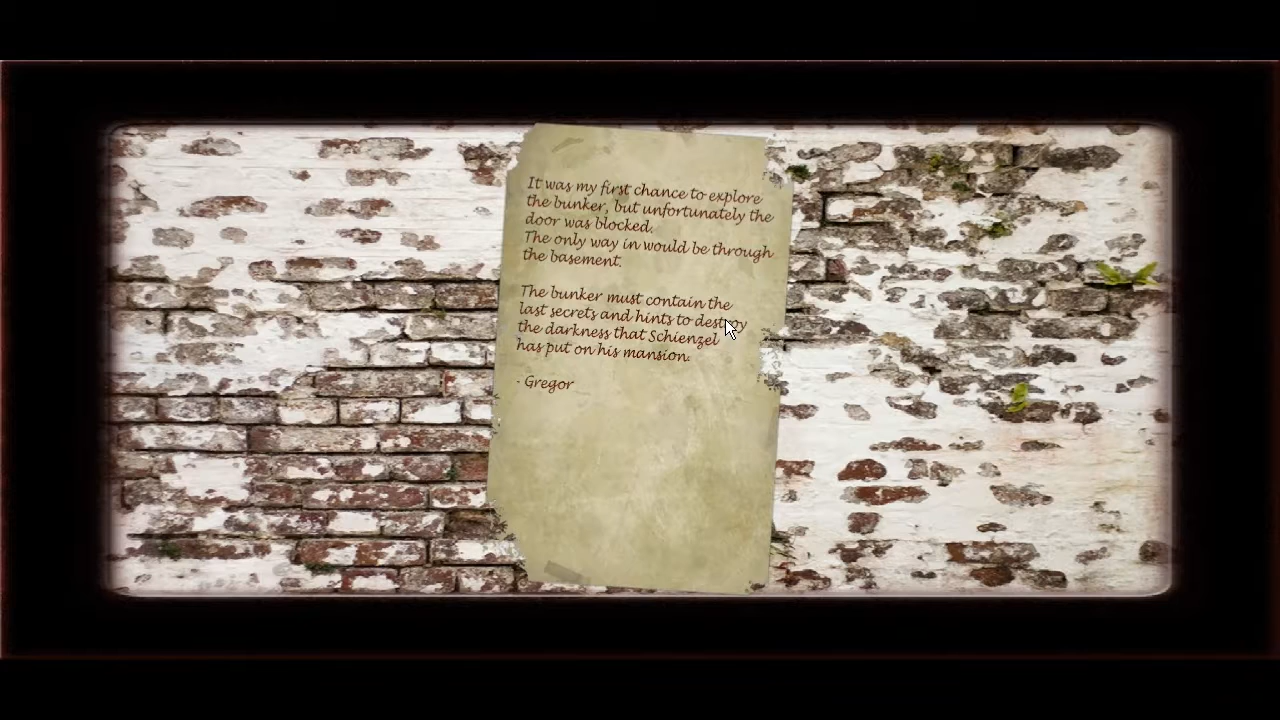 It was my first chance to explore
the bunker, but unfortunately the
door was blocked.
The only way in would be through
the basement.
The bunker must contain the
last secrets and hints to destroy
the darkness that Schienzel
has put on his mansion.
- Gregor